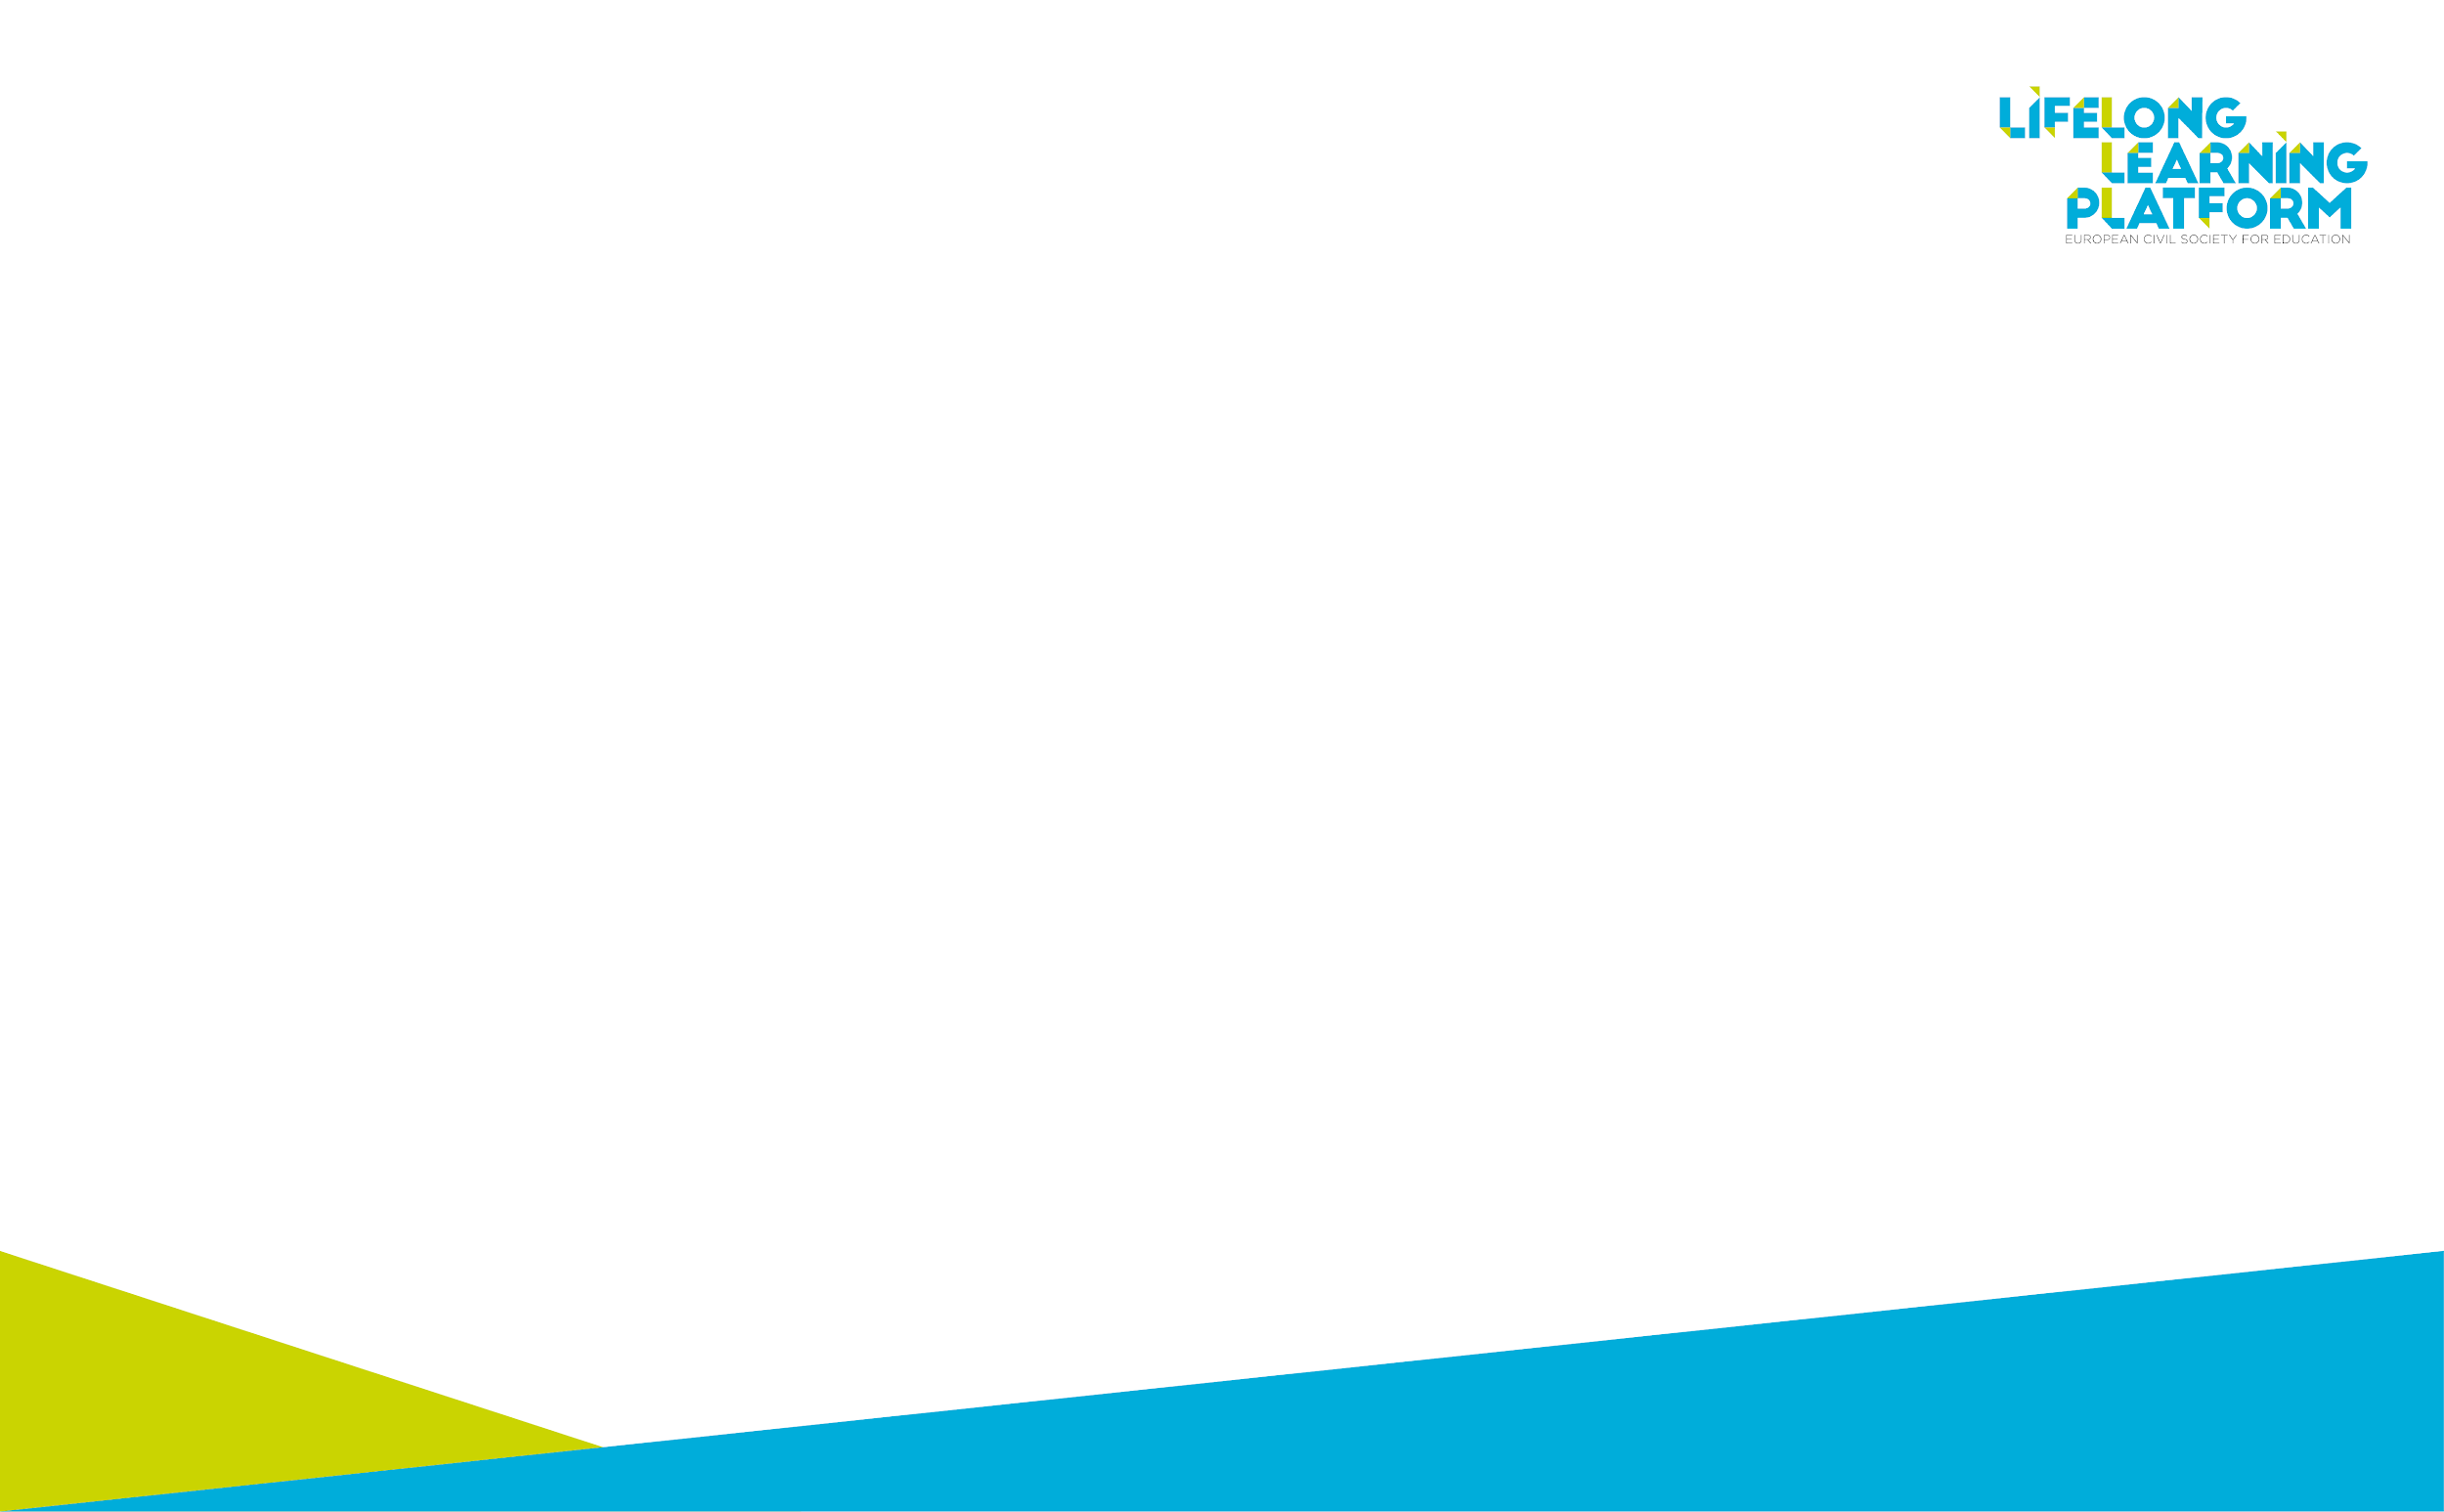 LIFELONG
LEARNING
PLATFORM
EUROPEAN CIVIL SOCIETY FOR EDUCATION